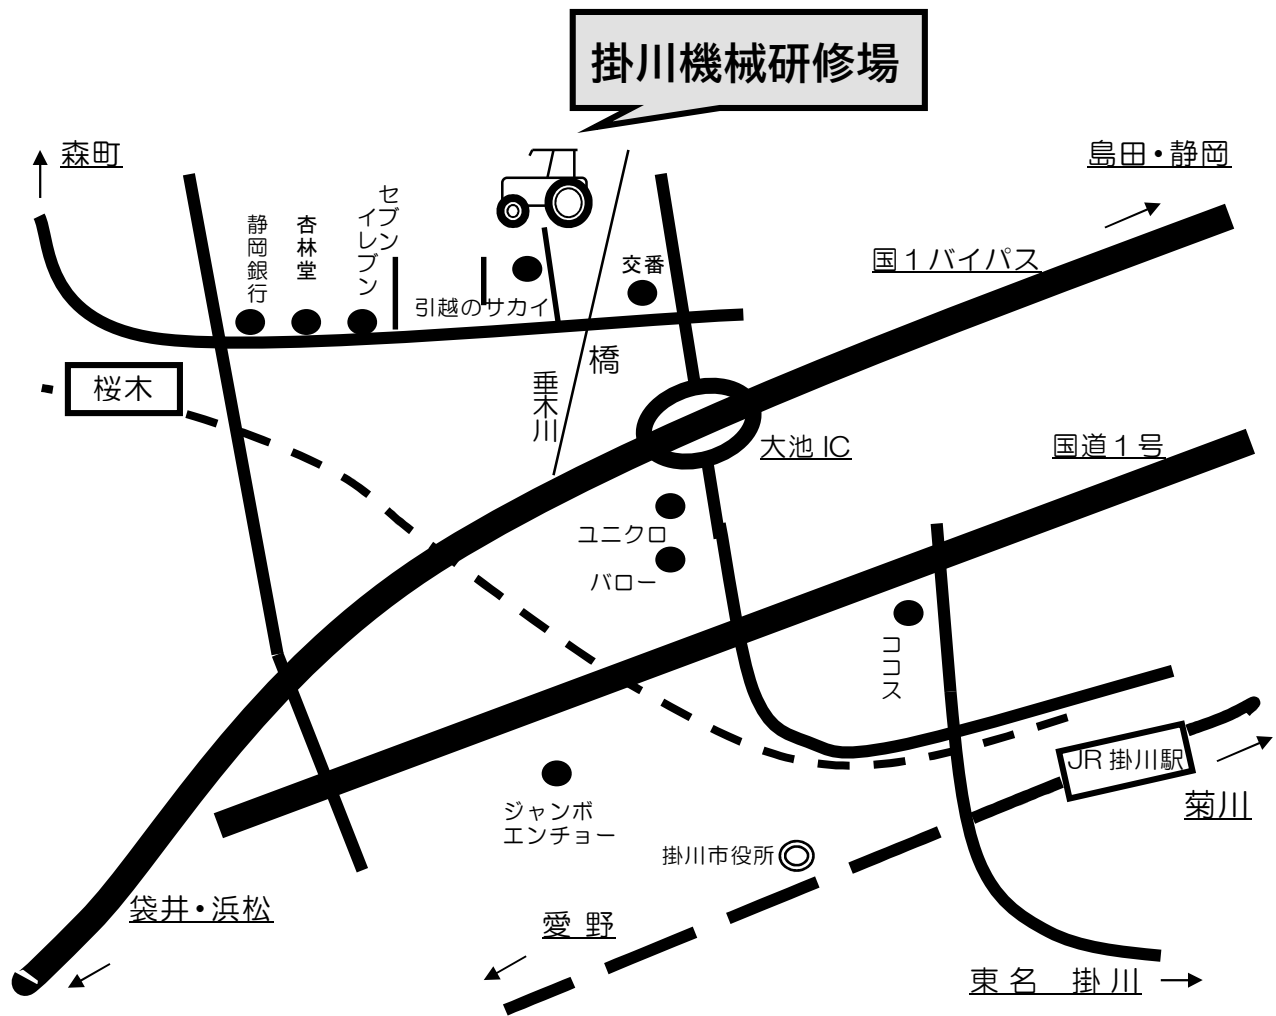 掛川機械研修場
森町
島田・静岡
静岡銀行
杏林堂
セブン
イレブン
引越のサカイ
交番
国１バイパス
橋
垂木川
桜木
大池 IC
国道１号
ユニクロ
バロー
ココス
JR 掛川駅
菊川
ジャンボ
エンチョー
掛川市役所
袋井・浜松
愛 野
東 名　掛 川